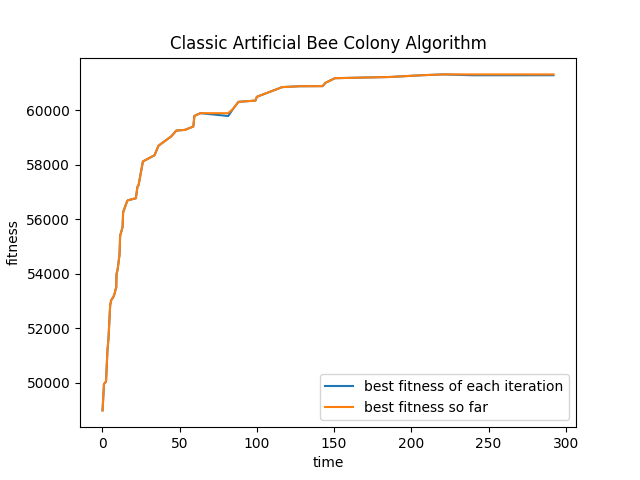 Classic Artificial Bee Colony Algorithm
60000
58000
56000
54000
52000
50000
fitness
0 50 100 150 200 250 300
time
best fitness of each iteration
best fitness so far